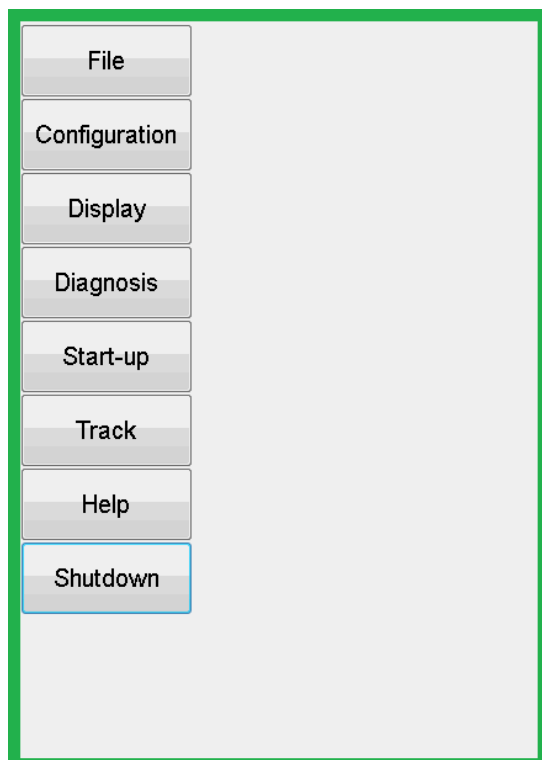 File
Configuration
Display
Diagnosis
Start-up
Track
Help
Shutdown